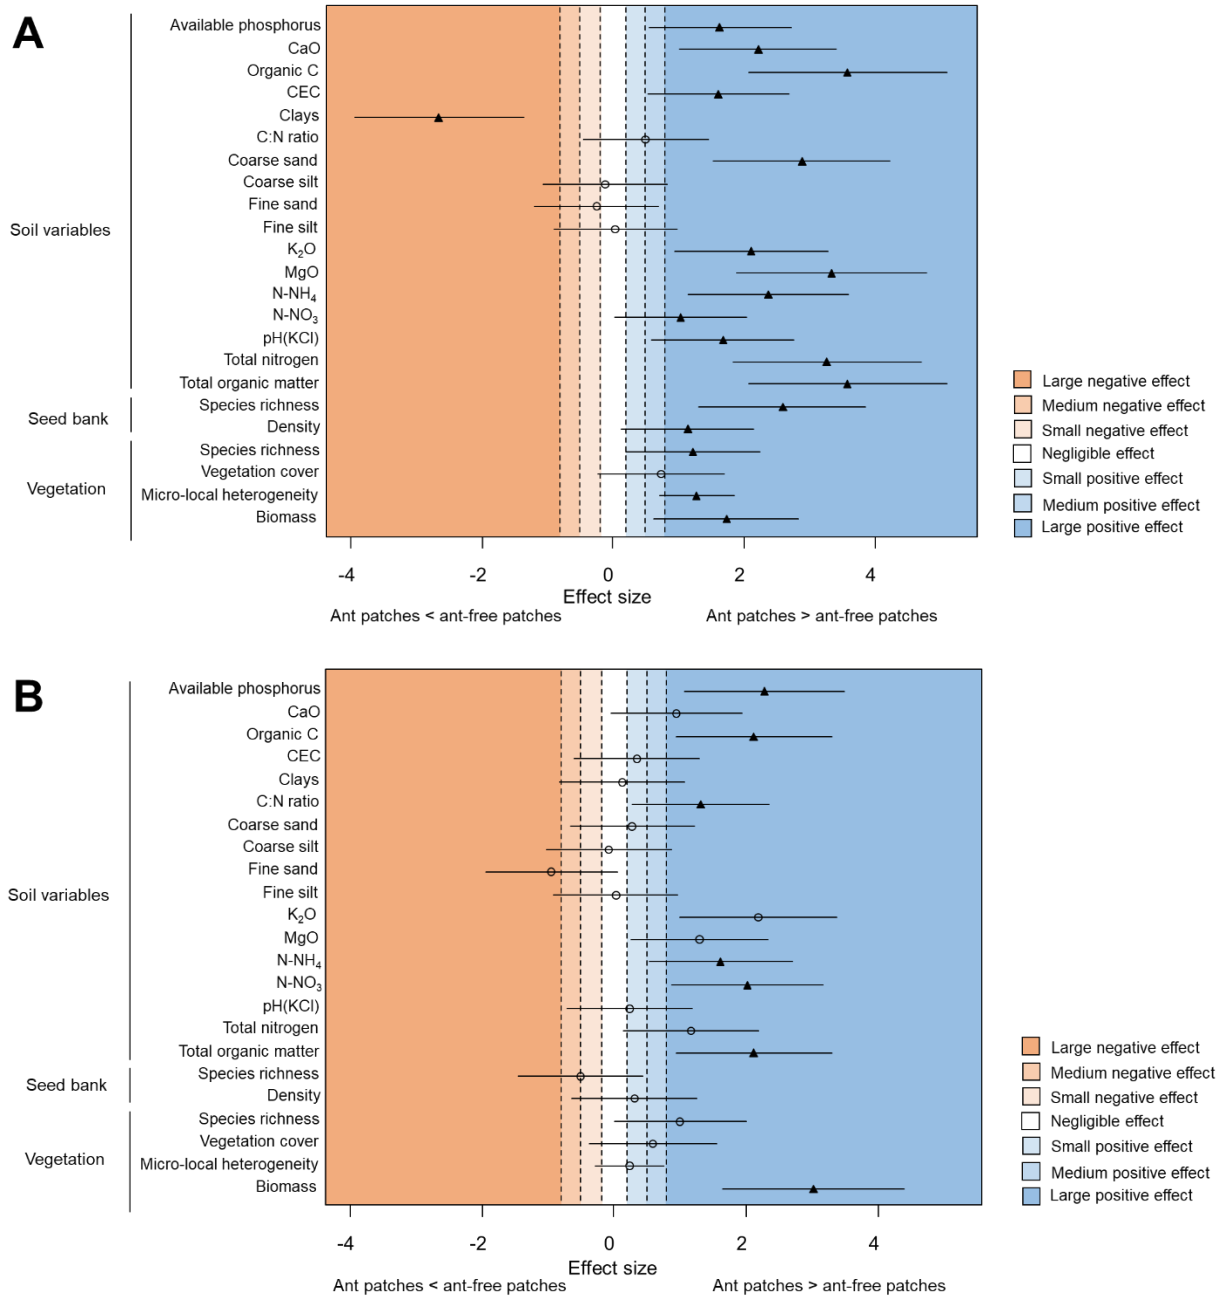 A
Available phosphorus
CaO
Organic C
CEC
Clays
C:N ratio
Coarse sand
Coarse silt
Fine sand
Fine silt
K₂O
MgO
N-NH₄
N-NO₃
pH(KCl)
Total nitrogen
Total organic matter
Species richness
Density
Species richness
Vegetation cover
Micro-local heterogeneity
Biomass
Soil variables
Seed bank
Vegetation
Large negative effect
Medium negative effect
Small negative effect
Negligible effect
Small positive effect
Medium positive effect
Large positive effect
-4 -2 0 2 4
Effect size
Ant patches < ant-free patches Ant patches > ant-free patches
B
Available phosphorus
CaO
Organic C
CEC
Clays
C:N ratio
Coarse sand
Coarse silt
Fine sand
Fine silt
K₂O
MgO
N-NH₄
N-NO₃
pH(KCl)
Total nitrogen
Total organic matter
Species richness
Density
Species richness
Vegetation cover
Micro-local heterogeneity
Biomass
Soil variables
Seed bank
Vegetation
Large negative effect
Medium negative effect
Small negative effect
Negligible effect
Small positive effect
Medium positive effect
Large positive effect
-4 -2 0 2 4
Effect size
Ant patches < ant-free patches Ant patches > ant-free patches